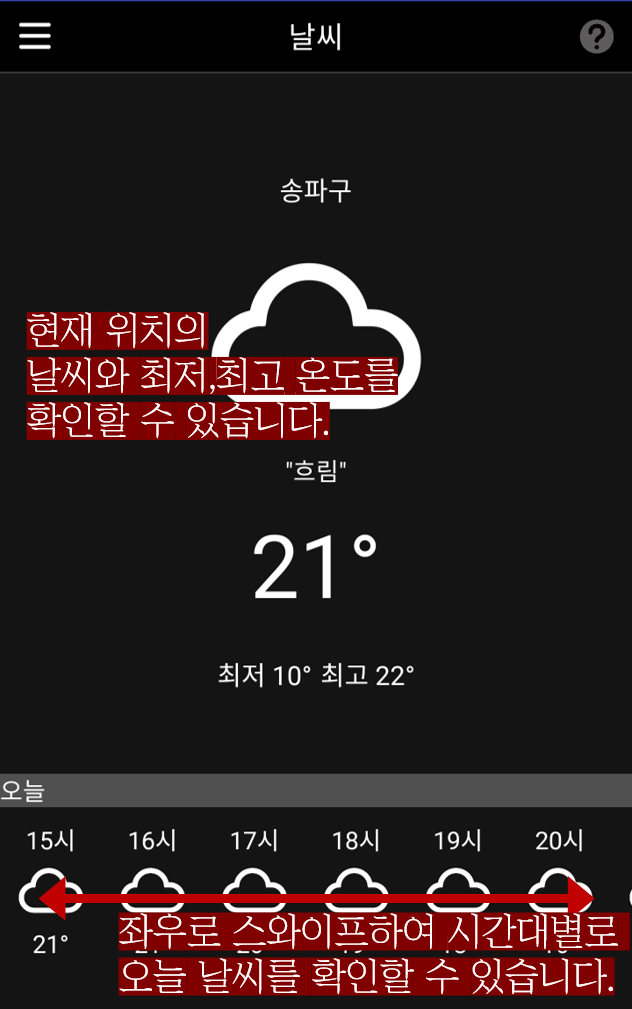 날씨
송파구
현재 위치의
날씨와 최저,최고 온도를
확인할 수 있습니다.
"흐림"
21°
최저 10° 최고 22°
오늘
15시 16시 17시 18시 19시 20시
21°
좌우로 스와이프하여 시간대별로
오늘 날씨를 확인할 수 있습니다.